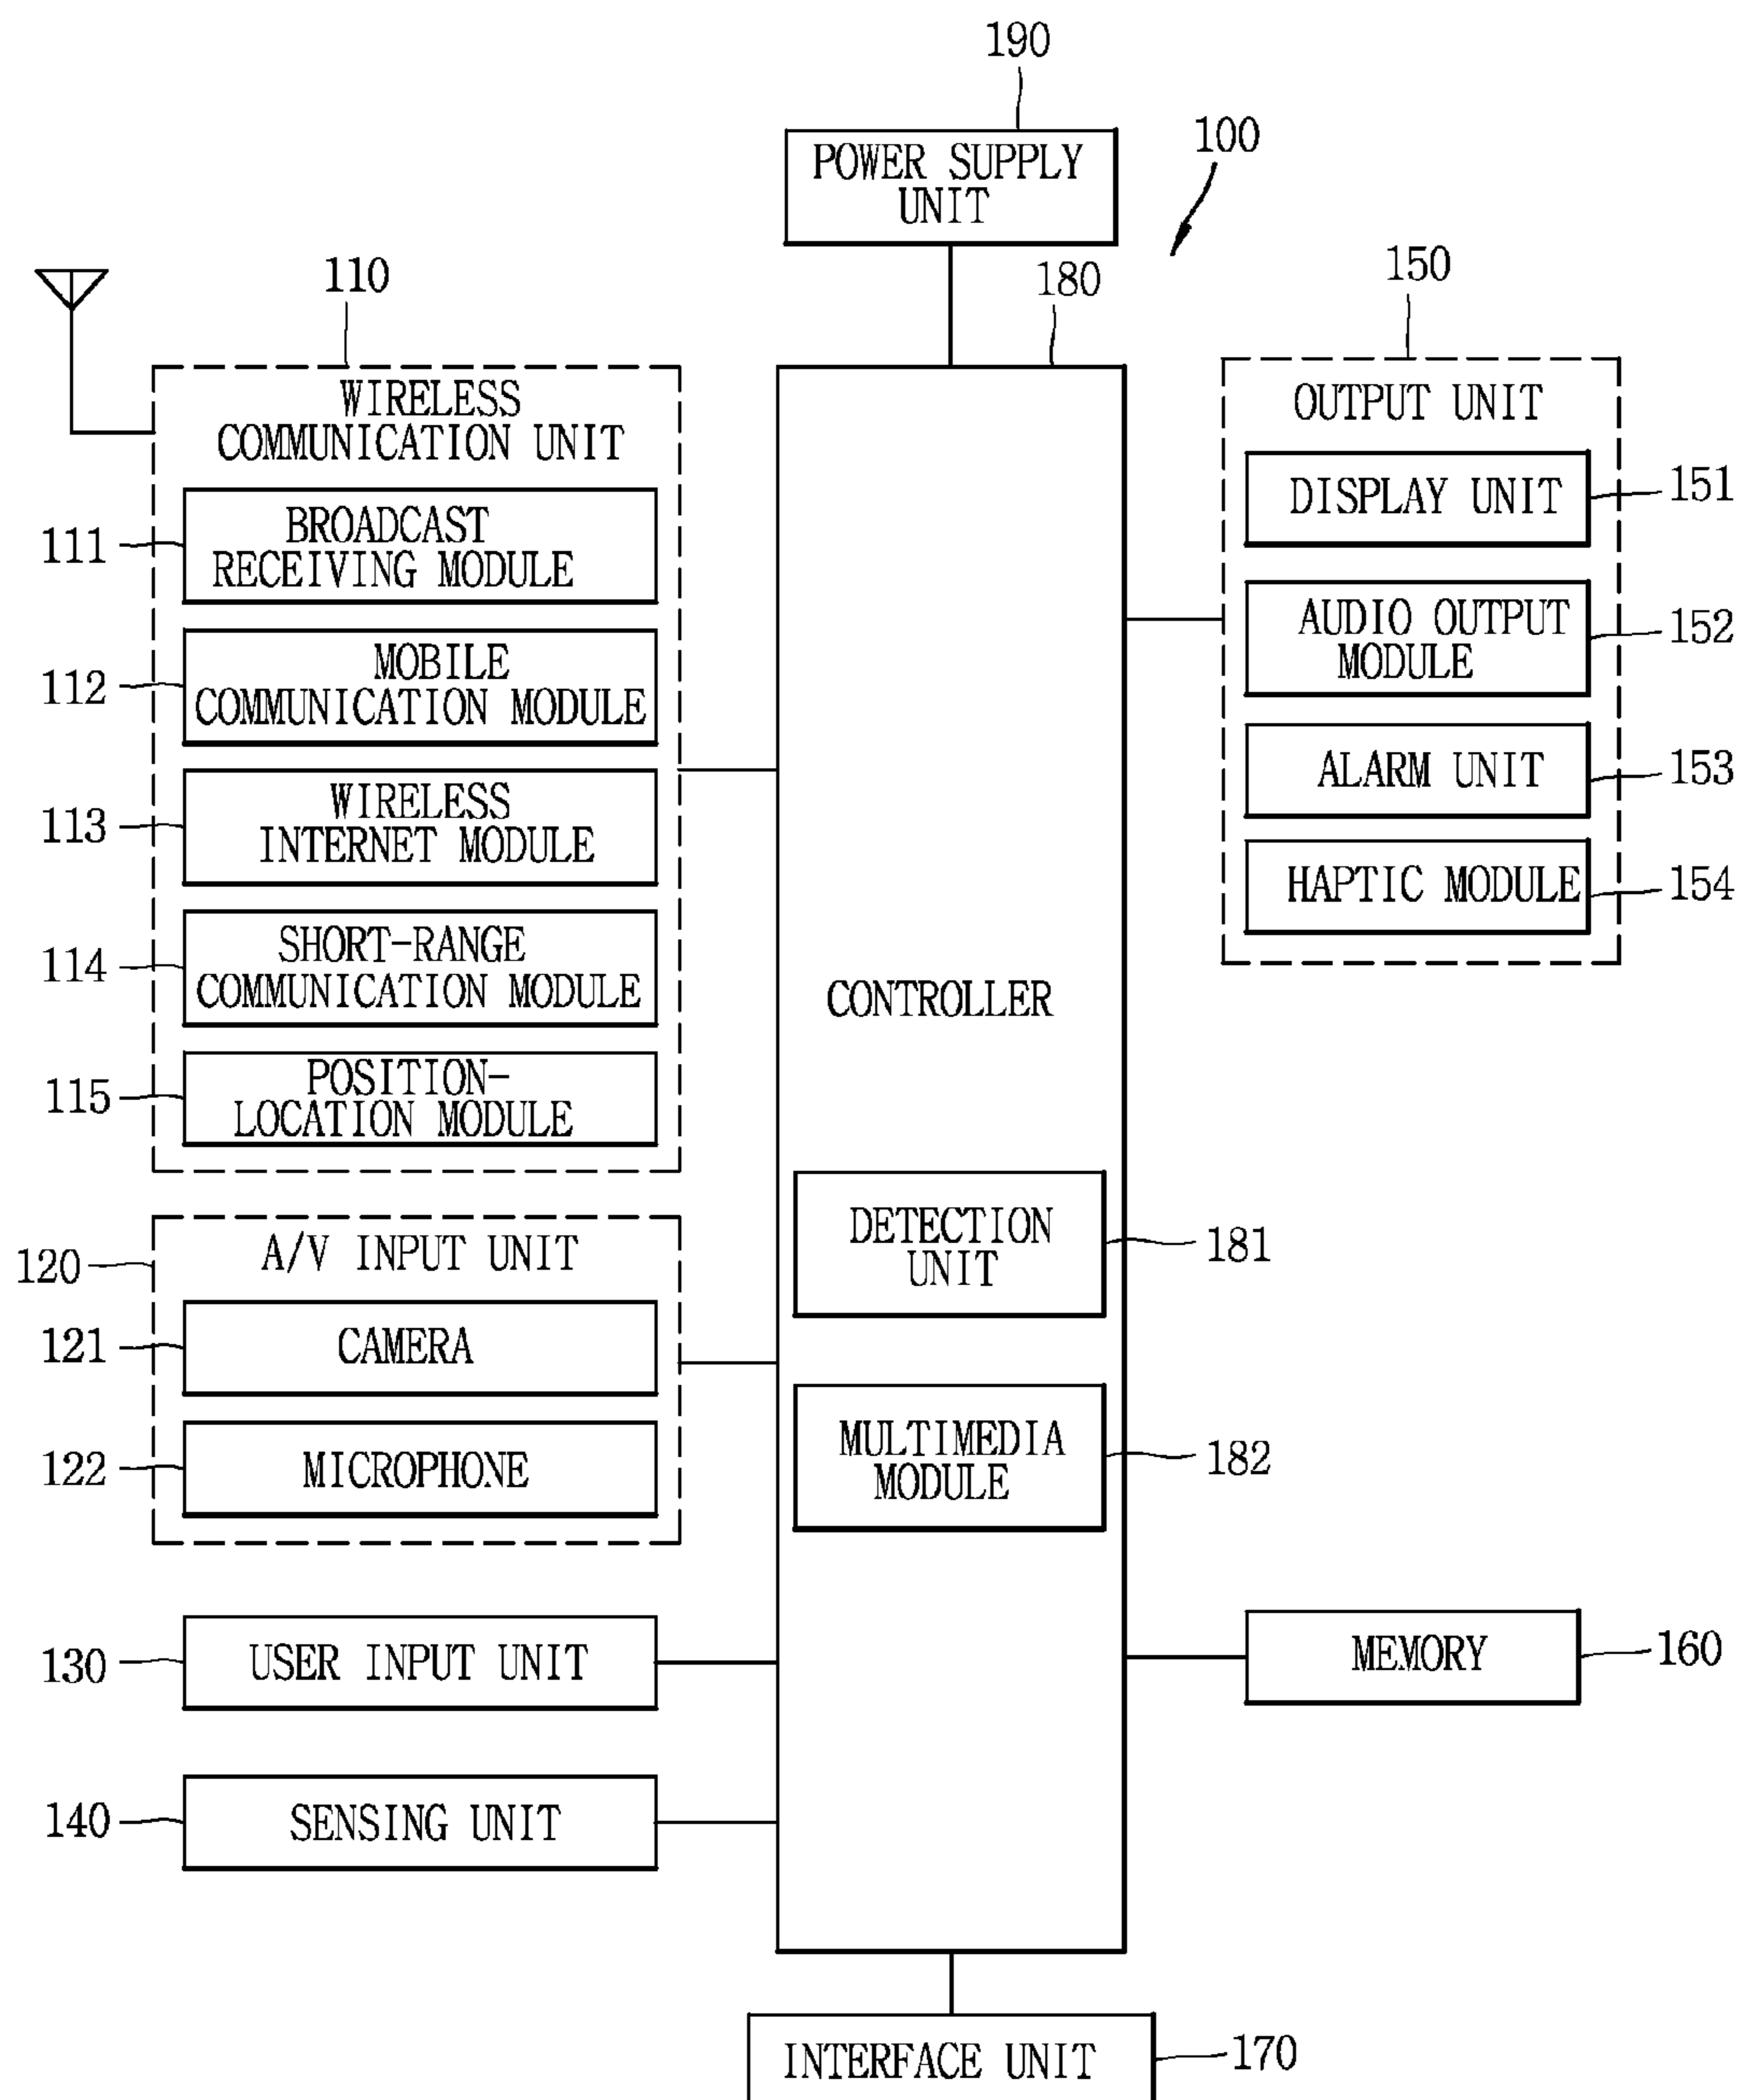 190
POWER SUPPLY
UNIT
100
180
110
WIRELESS
COMMUNICATION UNIT
111
BROADCAST
RECEIVING MODULE
112
MOBILE
COMMUNICATION MODULE
113
WIRELESS
INTERNET MODULE
114
SHORT-RANGE
COMMUNICATION MODULE
115
POSITION-
LOCATION MODULE
120
A/V INPUT UNIT
121
CAMERA
122
MICROPHONE
130
USER INPUT UNIT
140
SENSING UNIT
CONTROLLER
DETECTION
UNIT
181
MULTIMEDIA
MODULE
182
150
OUTPUT UNIT
DISPLAY UNIT
151
AUDIO OUTPUT
MODULE
152
ALARM UNIT
153
HAPTIC MODULE
154
MEMORY
160
INTERFACE UNIT
170